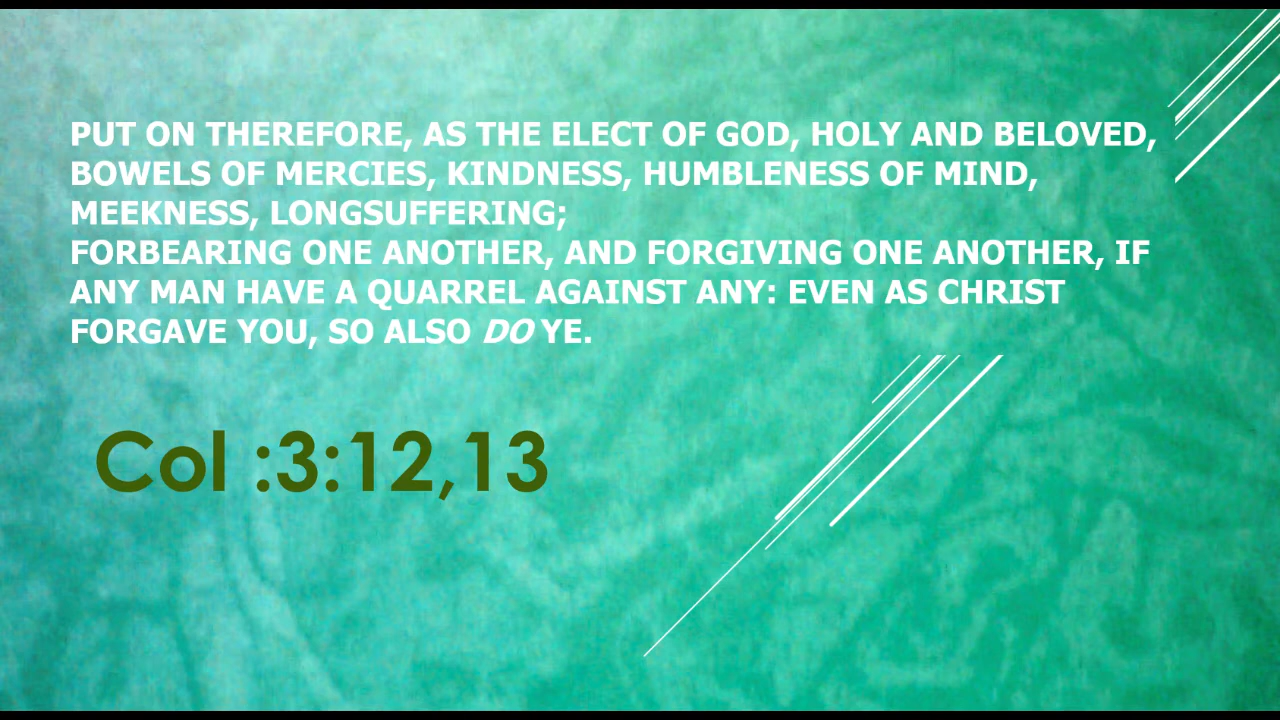 PUT ON THEREFORE, AS THE ELECT OF GOD, HOLY AND BELOVED,
BOWELS OF MERCIES, KINDNESS, HUMBLENESS OF MIND,
MEEKNESS, LONGSUFFERING;
FORBEARING ONE ANOTHER, AND FORGIVING ONE ANOTHER, IF
ANY MAN HAVE A QUARREL AGAINST ANY: EVEN AS CHRIST
FORGAVE YOU, SO ALSO DO YE.
Col :3:12,13